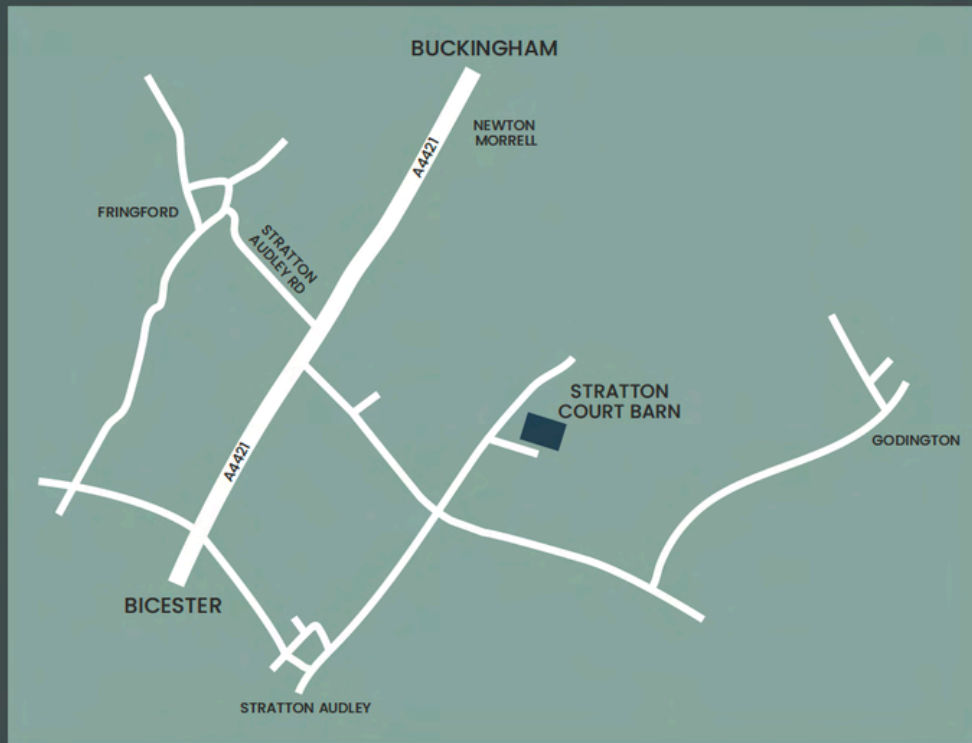 BUCKINGHAM
NEWTON
MORRELL
A4421
FRINGFORD
STRATTON
AUDLEY RD
STRATTON
COURT BARN
GODINGTON
A4421
BICESTER
STRATTON AUDLEY